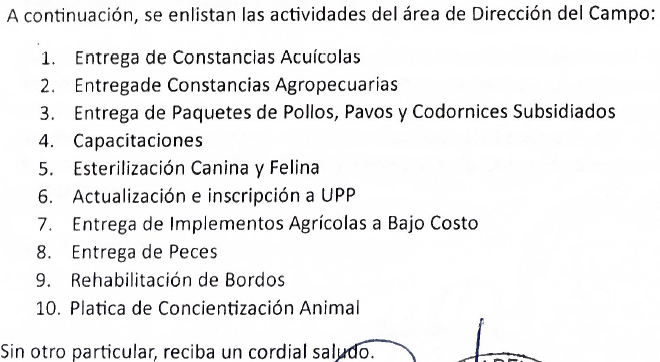 A continuación, se enlistan las actividades del área de Dirección del Campo:
1. Entrega de Constancias Acuícolas
2. Entregade Constancias Agropecuarias
3. Entrega de Paquetes de Pollos, Pavos y Codornices Subsidiados
4. Capacitaciones
5. Esterilización Canina y Felina
6. Actualización e inscripción a UPP
7. Entrega de Implementos Agrícolas a Bajo Costo
8. Entrega de Peces
9. Rehabilitación de Bordos
10. Platica de Concientización Animal
Sin otro particular, reciba un cordial saludo.